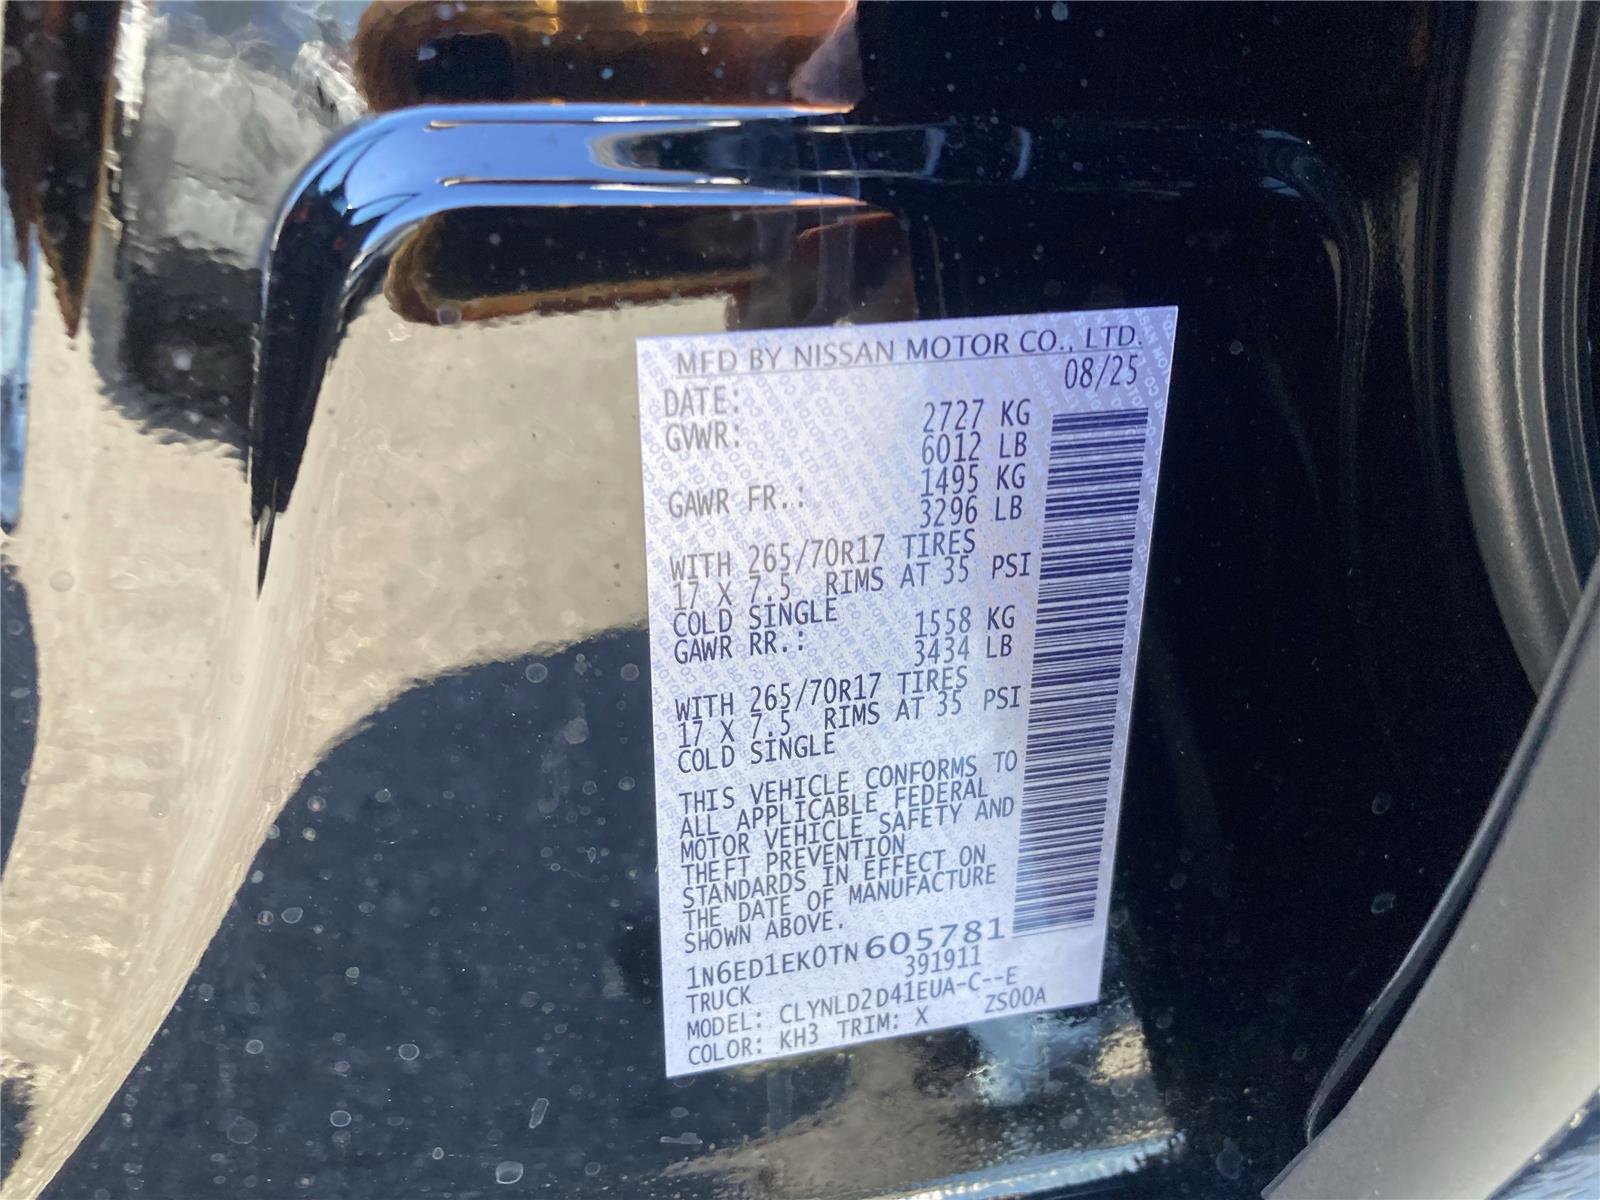 MFD BY NISSAN MOTOR CO., LTD.
DATE: 08/25
GVWR: 2727 KG
6012 LB
GAWR FR.: 1495 KG
3296 LB
WITH 265/70R17 TIRES
17 X 7.5 RIMS AT 35 PSI
COLD SINGLE
GAWR RR.: 1558 KG
3434 LB
WITH 265/70R17 TIRES
17 X 7.5 RIMS AT 35 PSI
COLD SINGLE
THIS VEHICLE CONFORMS TO
ALL APPLICABLE FEDERAL
MOTOR VEHICLE SAFETY AND
THEFT PREVENTION
STANDARDS IN EFFECT ON
THE DATE OF MANUFACTURE
SHOWN ABOVE.
1N6ED1EK0TN605781
TRUCK 391911
MODEL: CLYNLD2D41EUA-C--E
COLOR: KH3 TRIM: X ZS00A